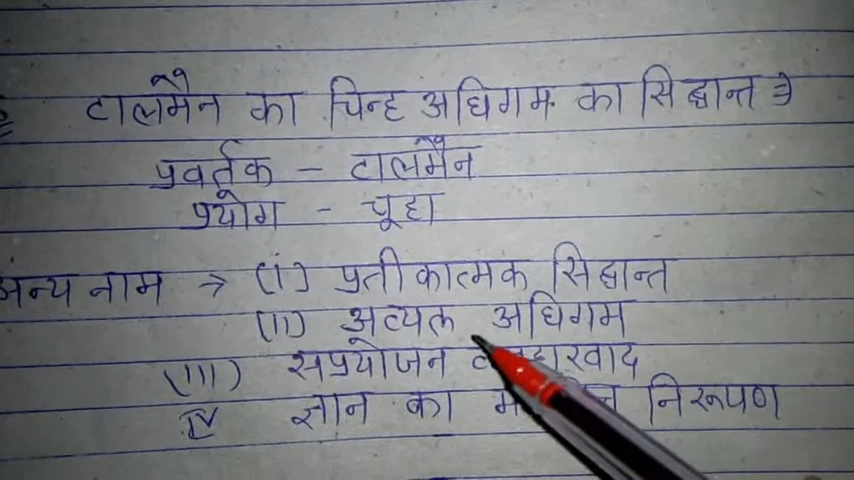 टालमैन का चिन्ह अधिगम का सिद्धान्त
प्रवर्तक - टालमैन
प्रयोग - चूहा
अन्य नाम → (i) प्रतीकात्मक सिद्धान्त
(ii) अव्यक्त अधिगम
(iii) सप्रयोजन
iv ज्ञान का निरूपण